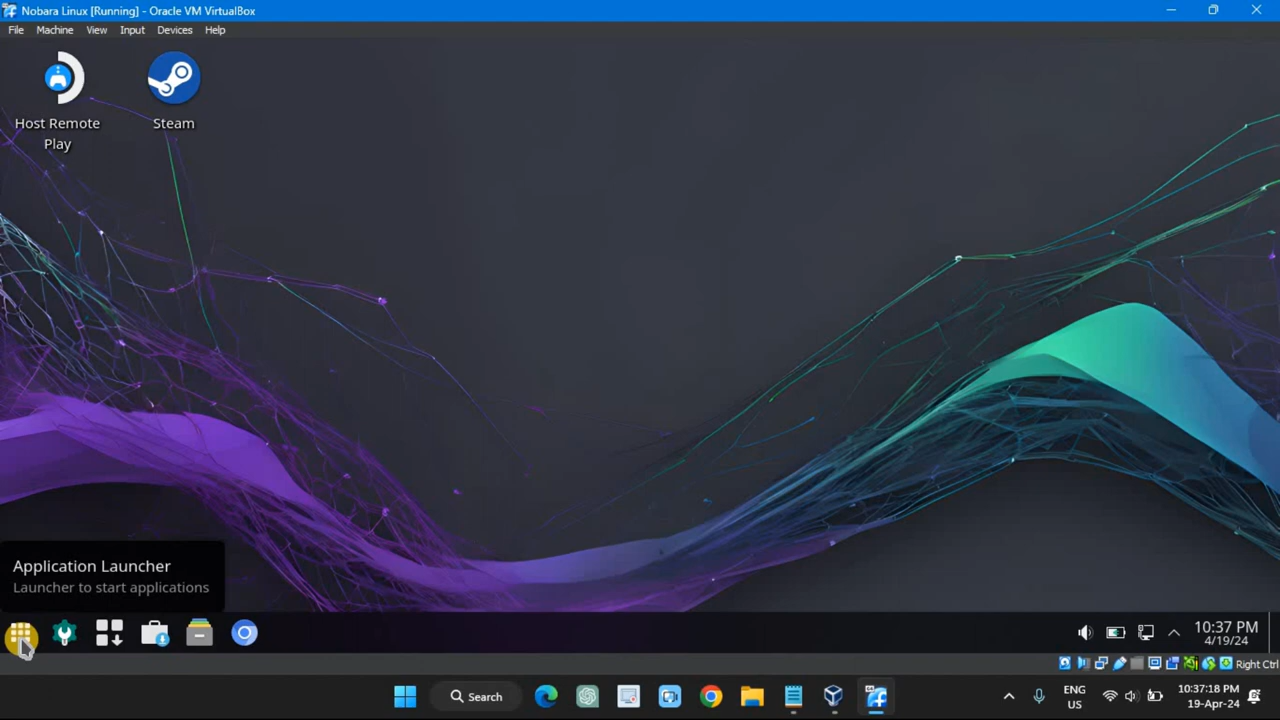 Nobara Linux [Running] - Oracle VM VirtualBox
File Machine View Input Devices Help
Host Remote
Play
Steam
Application Launcher
Launcher to start applications
10:37 PM
4/19/24
Right Ctrl
Search
ENG
US
10:37:18 PM
19-Apr-24